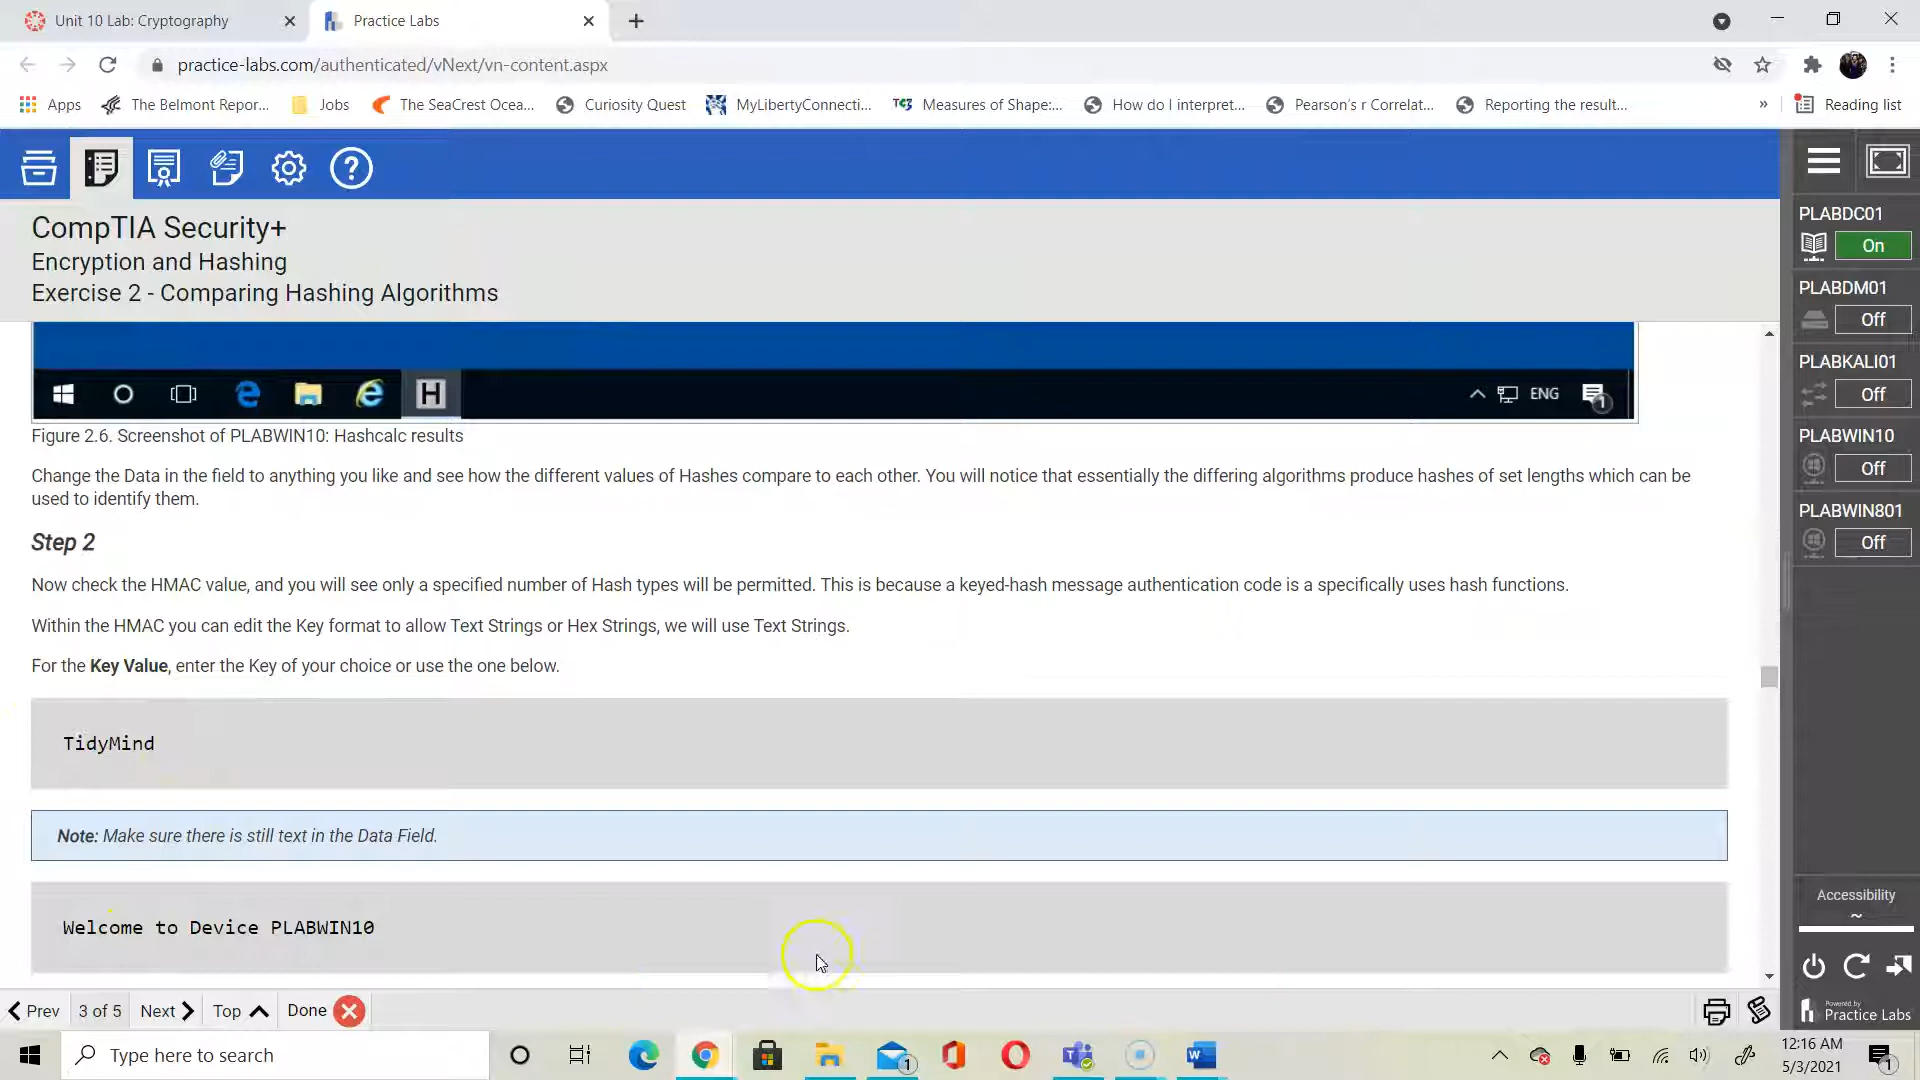 Unit 10 Lab: Cryptography
Practice Labs
practice-labs.com/authenticated/vNext/vn-content.aspx
Apps
The Belmont Repor...
Jobs
The SeaCrest Ocea...
Curiosity Quest
MyLibertyConnecti...
TC3
Measures of Shape:...
How do I interpret...
Pearson's r Correlat...
Reporting the result...
»
Reading list
CompTIA Security+
Encryption and Hashing
Exercise 2 - Comparing Hashing Algorithms
H
ENG
1
Figure 2.6. Screenshot of PLABWIN10: Hashcalc results
Change the Data in the field to anything you like and see how the different values of Hashes compare to each other. You will notice that essentially the differing algorithms produce hashes of set lengths which can be
used to identify them.
Step 2
Now check the HMAC value, and you will see only a specified number of Hash types will be permitted. This is because a keyed-hash message authentication code is a specifically uses hash functions.
Within the HMAC you can edit the Key format to allow Text Strings or Hex Strings, we will use Text Strings.
For the Key Value, enter the Key of your choice or use the one below.
TidyMind
Note: Make sure there is still text in the Data Field.
Welcome to Device PLABWIN10
Prev
3 of 5
Next
Top
Done
PLABDC01
On
PLABDM01
Off
PLABKALI01
Off
PLABWIN10
Off
PLABWIN801
Off
Accessibility
~
Powered by
Practice Labs
Type here to search
1
W
12:16 AM
5/3/2021
1